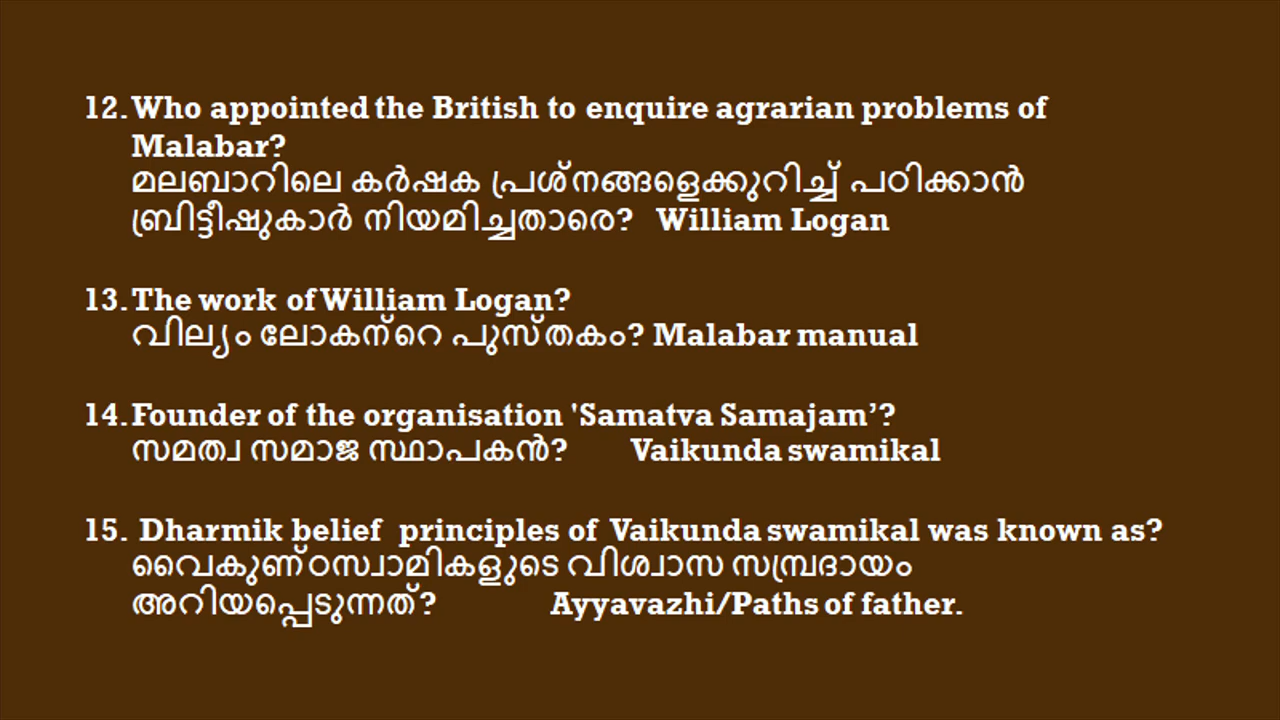 12. Who appointed the British to enquire agrarian problems of
Malabar?
മലബാറിലെ കർഷക പ്രശ്‌നങ്ങളെക്കുറിച്ച് പഠിക്കാൻ
ബ്രിട്ടീഷുകാർ നിയമിച്ചതാരെ? William Logan
13. The work of William Logan?
വില്യം ലോകന്‌റെ പുസ്‌തകം? Malabar manual
14. Founder of the organisation 'Samatva Samajam’?
സമത്വ സമാജ സ്ഥാപകൻ? Vaikunda swamikal
15. Dharmik belief principles of Vaikunda swamikal was known as?
വൈകുണ്‌ഠസ്വാമികളുടെ വിശ്വാസ സമ്പ്രദായം
അറിയപ്പെടുന്നത്? Ayyavazhi/Paths of father.